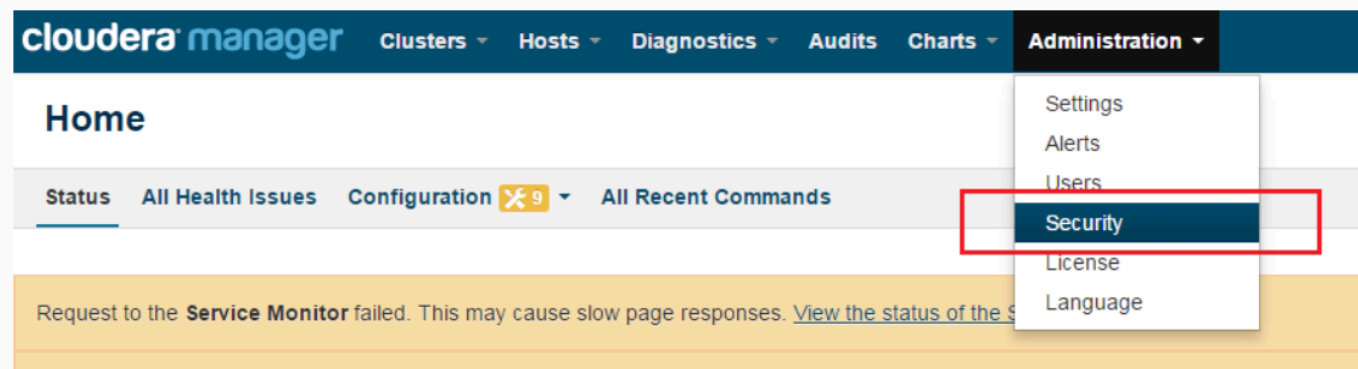 cloudera manager Clusters Hosts Diagnostics Audits Charts Administration
Home
Settings
Alerts
Users
Security
License
Language
Status All Health Issues Configuration 9 All Recent Commands
Request to the Service Monitor failed. This may cause slow page responses. View the status of the S